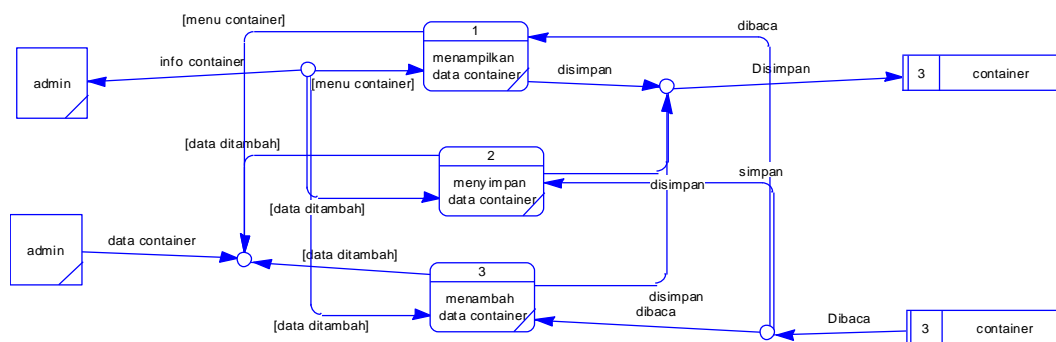 [menu container]
1
dibaca
info container
menampilkan
data container
disimpan
Disimpan
3
container
admin
[menu container]
[data ditambah]
2
simpan
menyimpan
data container
disimpan
[data ditambah]
admin
data container
[data ditambah]
3
menambah
data container
disimpan
dibaca
[data ditambah]
Dibaca
3
container